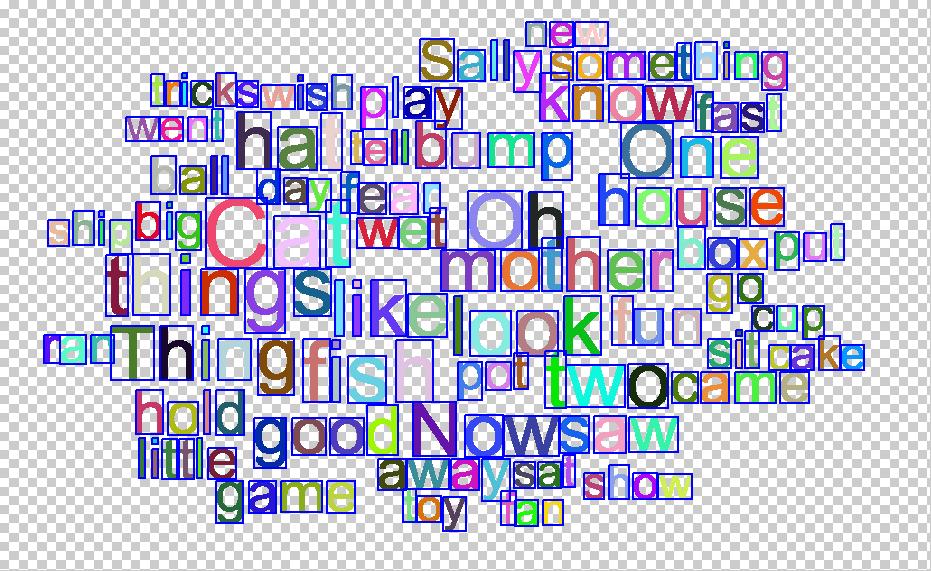 new
Sally something
tricks wish play know fast
went hat tell bump One
ball day fear house
ship big Cat wet Oh box put
things like mother go
ran Thing fish look fun cup
pot two sit cake
hold good Now saw came
little away sat show
game toy fan